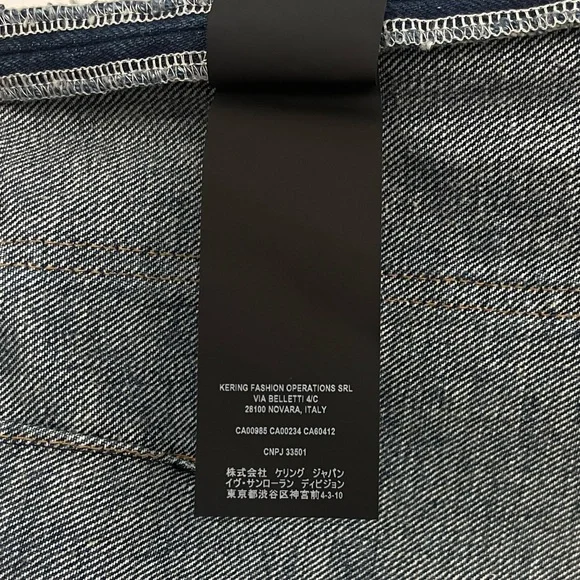 KERING FASHION OPERATIONS SRL
VIA BELLETTI 4/C
28100 NOVARA, ITALY
CA00985 CA00234 CA60412
CNPJ 33501
株式会社 ケリング ジャパン
イヴ・サンローラン ディビジョン
東京都渋谷区神宮前4-3-10